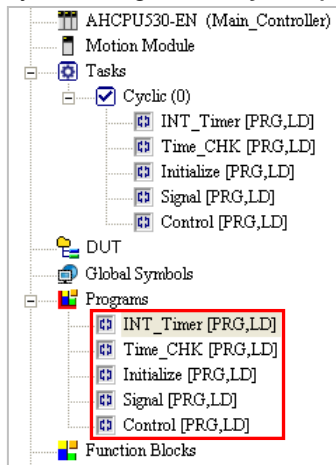 AHCPU530-EN (Main_Controller)
Motion Module
Tasks
Cyclic (0)
INT_Timer [PRG,LD]
Time_CHK [PRG,LD]
Initialize [PRG,LD]
Signal [PRG,LD]
Control [PRG,LD]
DUT
Global Symbols
Programs
INT_Timer [PRG,LD]
Time_CHK [PRG,LD]
Initialize [PRG,LD]
Signal [PRG,LD]
Control [PRG,LD]
Function Blocks